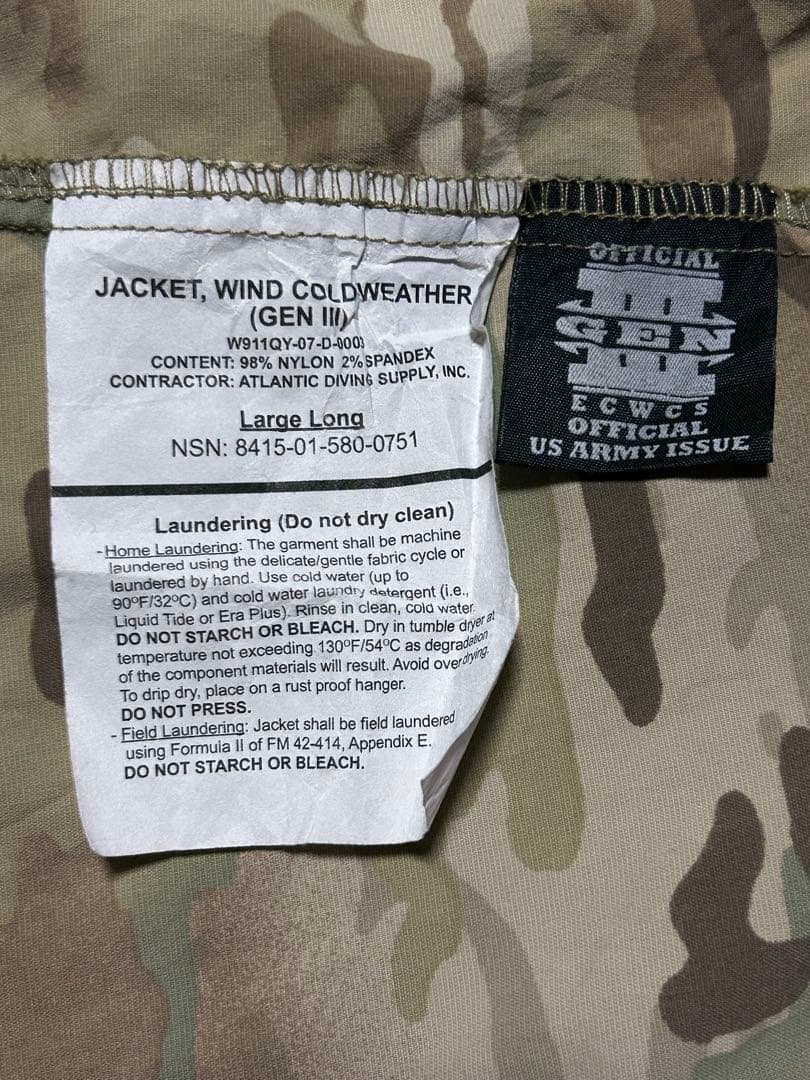 JACKET, WIND COLDWEATHER
(GEN III)
W911QY-07-D-0003
CONTENT: 98% NYLON 2% SPANDEX
CONTRACTOR: ATLANTIC DIVING SUPPLY, INC.
Large Long
NSN: 8415-01-580-0751
Laundering (Do not dry clean)
-Home Laundering: The garment shall be machine
laundered using the delicate/gentle fabric cycle or
laundered by hand. Use cold water (up to
90ºF/32ºC) and cold water laundry detergent (i.e.,
Liquid Tide or Era Plus). Rinse in clean, cold water.
DO NOT STARCH OR BLEACH. Dry in tumble dryer at
temperature not exceeding 130ºF/54ºC as degradation
of the component materials will result. Avoid over drying.
To drip dry, place on a rust proof hanger.
DO NOT PRESS.
- Field Laundering: Jacket shall be field laundered
using Formula II of FM 42-414, Appendix E.
DO NOT STARCH OR BLEACH.
OFFICIAL
III
GEN
III
ECWCS
OFFICIAL
US ARMY ISSUE